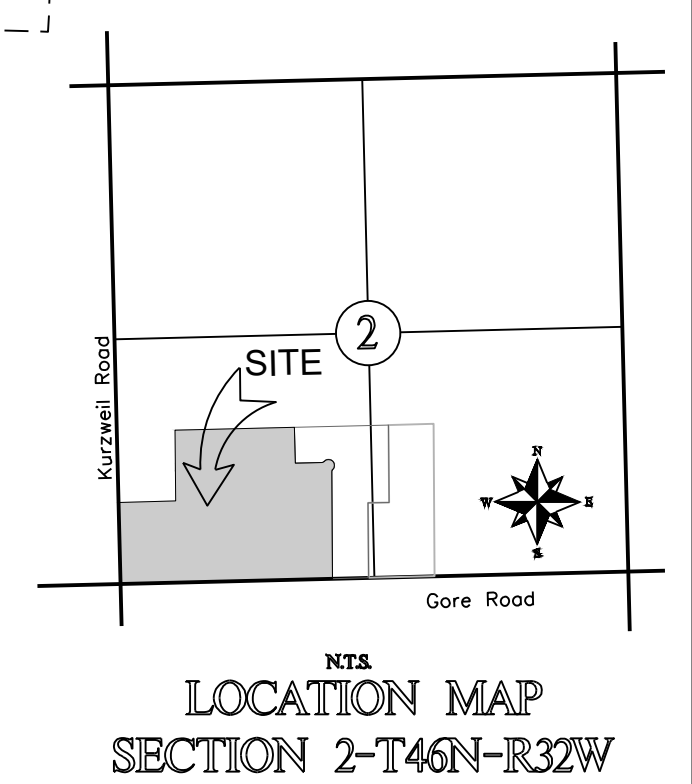 SITE
2
Kurzweil Road
N
W
E
S
Gore Road
N.T.S.
LOCATION MAP
SECTION 2-T46N-R32W